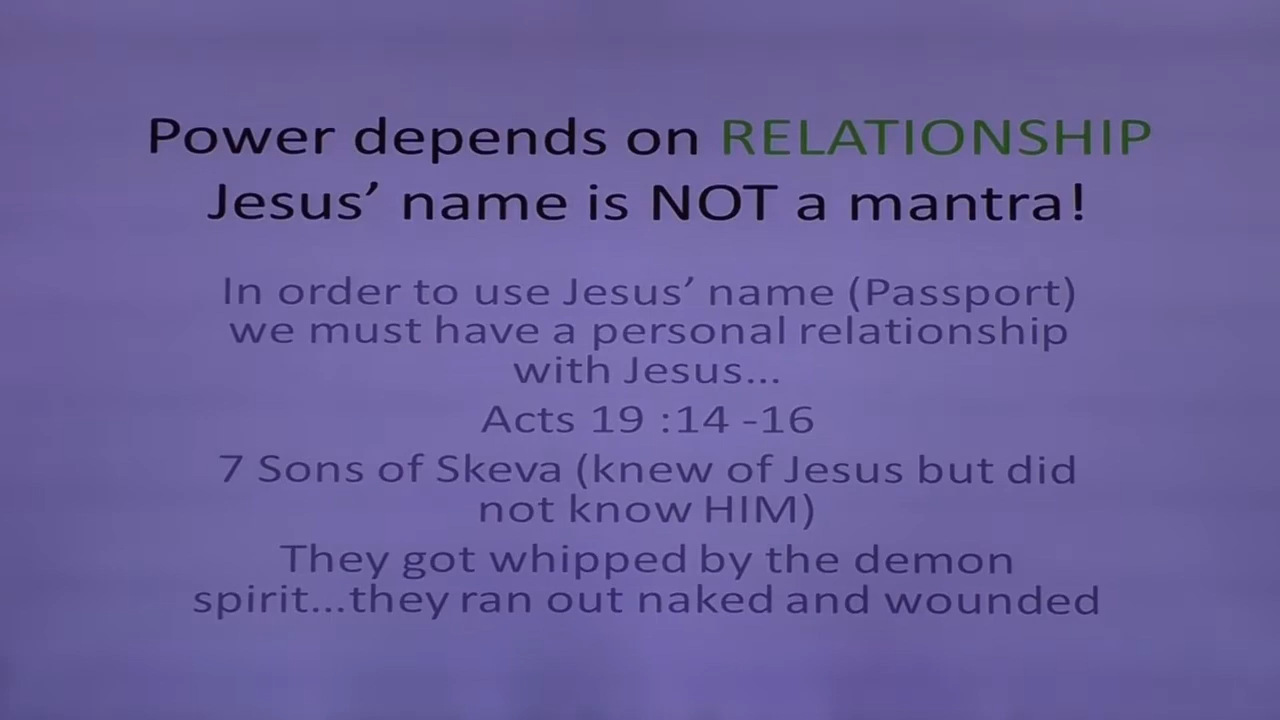 Power depends on RELATIONSHIP
Jesus’ name is NOT a mantra!
In order to use Jesus’ name (Passport)
we must have a personal relationship
with Jesus...
Acts 19 :14 -16
7 Sons of Skeva (knew of Jesus but did
not know HIM)
They got whipped by the demon
spirit...they ran out naked and wounded